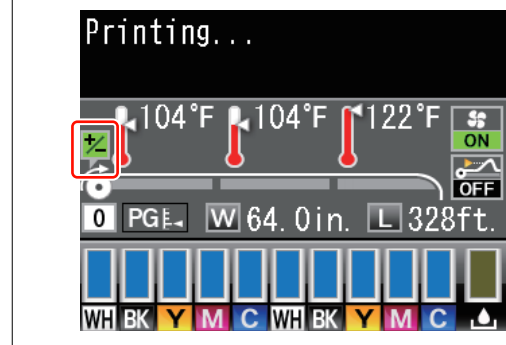 Printing...
104°F 104°F 122°F
+/-
ON
OFF
0 PG W 64.0in. L 328ft.
WH BK Y M C WH BK Y M C